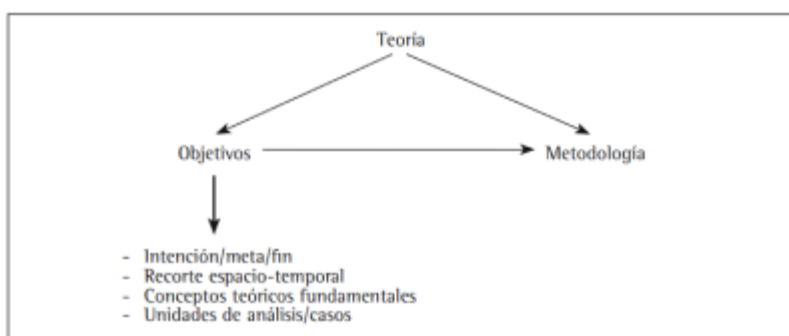 Teoría
Objetivos
Metodología
- Intención/meta/fin
- Recorte espacio-temporal
- Conceptos teóricos fundamentales
- Unidades de análisis/casos